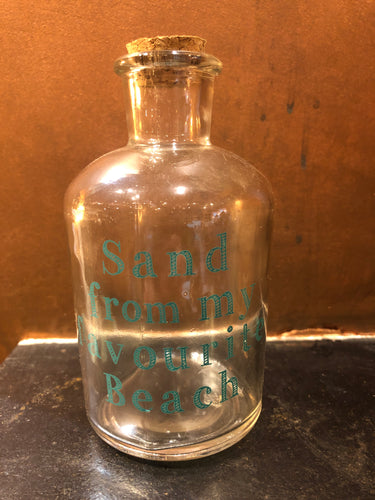 Sand
from my
favourite
Beach